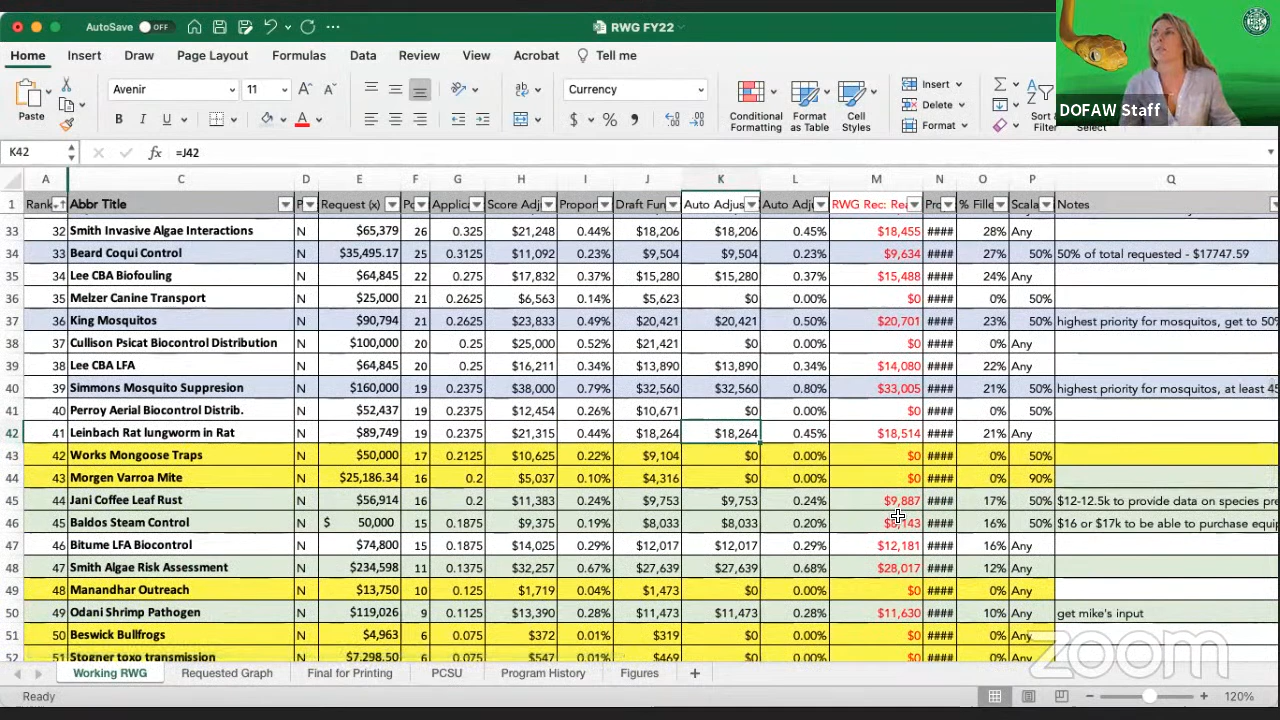 AutoSave OFF RWG FY22
Home Insert Draw Page Layout Formulas Data Review View Acrobat Tell me
Paste Avenir 11 Currency Conditional Formatting Format as Table Cell Styles Insert Delete Format Sort & Filter Select
DOFAW Staff
K42 fx =J42
A C D E F G H I J K L M N O P Q
1 Rank Abbr Title Request (x) Applica Score Adj Propor Draft Fun Auto Adjus Auto Adj RWG Rec: Rea Pro % Fille Scala Notes
33 32 Smith Invasive Algae Interactions N $65,379 26 0.325 $21,248 0.44% $18,206 $18,206 0.45% $18,455 #### 28% Any
34 33 Beard Coqui Control N $35,495.17 25 0.3125 $11,092 0.23% $9,504 $9,504 0.23% $9,634 #### 27% 50% 50% of total requested - $17747.59
35 34 Lee CBA Biofouling N $64,845 22 0.275 $17,832 0.37% $15,280 $15,280 0.37% $15,488 #### 24% Any
36 35 Melzer Canine Transport N $25,000 21 0.2625 $6,563 0.14% $5,623 $0 0.00% $0 #### 0% 50%
37 36 King Mosquitos N $90,794 21 0.2625 $23,833 0.49% $20,421 $20,421 0.50% $20,701 #### 23% 50% highest priority for mosquitos, get to 50%
38 37 Cullison Psicat Biocontrol Distribution N $100,000 20 0.25 $25,000 0.52% $21,421 $0 0.00% $0 #### 0% Any
39 38 Lee CBA LFA N $64,845 20 0.25 $16,211 0.34% $13,890 $13,890 0.34% $14,080 #### 22% Any
40 39 Simmons Mosquito Suppresion N $160,000 19 0.2375 $38,000 0.79% $32,560 $32,560 0.80% $33,005 #### 21% 50% highest priority for mosquitos, at least 45
41 40 Perroy Aerial Biocontrol Distrib. N $52,437 19 0.2375 $12,454 0.26% $10,671 $0 0.00% $0 #### 0% 50%
42 41 Leinbach Rat lungworm in Rat N $89,749 19 0.2375 $21,315 0.44% $18,264 $18,264 0.45% $18,514 #### 21% Any
43 42 Works Mongoose Traps N $50,000 17 0.2125 $10,625 0.22% $9,104 $0 0.00% $0 #### 0% 50%
44 43 Morgen Varroa Mite N $25,186.34 16 0.2 $5,037 0.10% $4,316 $0 0.00% $0 #### 0% 90%
45 44 Jani Coffee Leaf Rust N $56,914 16 0.2 $11,383 0.24% $9,753 $9,753 0.24% $9,887 #### 17% 50% $12-12.5k to provide data on species pre
46 45 Baldos Steam Control N $ 50,000 15 0.1875 $9,375 0.19% $8,033 $8,033 0.20% $8,143 #### 16% 50% $16 or $17k to be able to purchase equip
47 46 Bitume LFA Biocontrol N $74,800 15 0.1875 $14,025 0.29% $12,017 $12,017 0.29% $12,181 #### 16% Any
48 47 Smith Algae Risk Assessment N $234,598 11 0.1375 $32,257 0.67% $27,639 $27,639 0.68% $28,017 #### 12% Any
49 48 Manandhar Outreach N $13,750 10 0.125 $1,719 0.04% $1,473 $0 0.00% $0 #### 0% Any
50 49 Odani Shrimp Pathogen N $119,026 9 0.1125 $13,390 0.28% $11,473 $11,473 0.28% $11,630 #### 10% Any get mike's input
51 50 Beswick Bullfrogs N $4,963 6 0.075 $372 0.01% $319 $0 0.00% $0 #### 0% Any
52 51 Stogner toxo transmission N $7,298.50 6 0.075 $547 0.01% $469 $0 0.00% $0 #### 0% Any
zoom
Working RWG Requested Graph Final for Printing PCSU Program History Figures +
Ready 120%